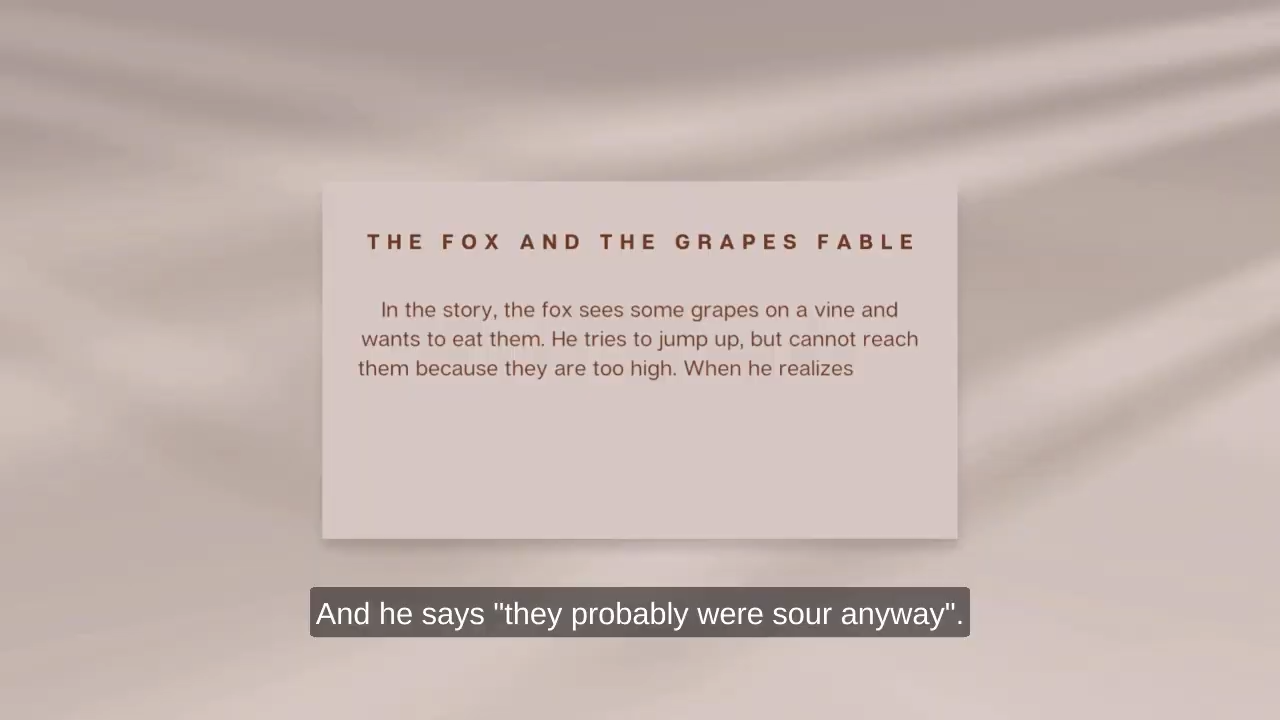 THE FOX AND THE GRAPES FABLE
In the story, the fox sees some grapes on a vine and
wants to eat them. He tries to jump up, but cannot reach
them because they are too high. When he realizes
And he says "they probably were sour anyway".